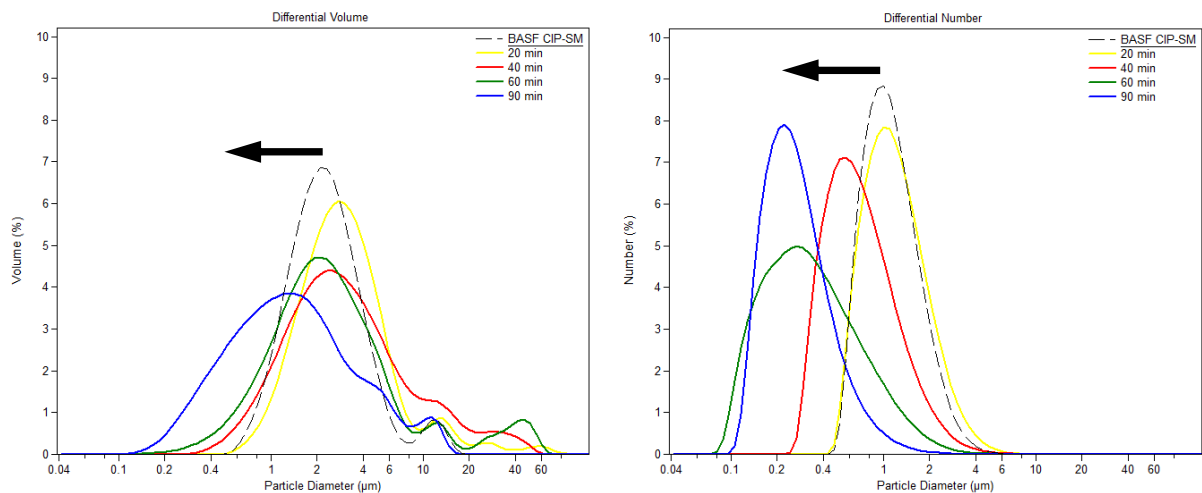 Differential Volume
10
9
8
7
6
5
4
3
2
1
0
Volume (%)
BASF CIP-SM
20 min
40 min
60 min
90 min
0.04 0.1 0.2 0.4 1 2 4 6 10 20 40 60
Particle Diameter (µm)
Differential Number
10
9
8
7
6
5
4
3
2
1
0
Number (%)
BASF CIP-SM
20 min
40 min
60 min
90 min
0.04 0.1 0.2 0.4 1 2 4 6 10 20 40 60
Particle Diameter (µm)